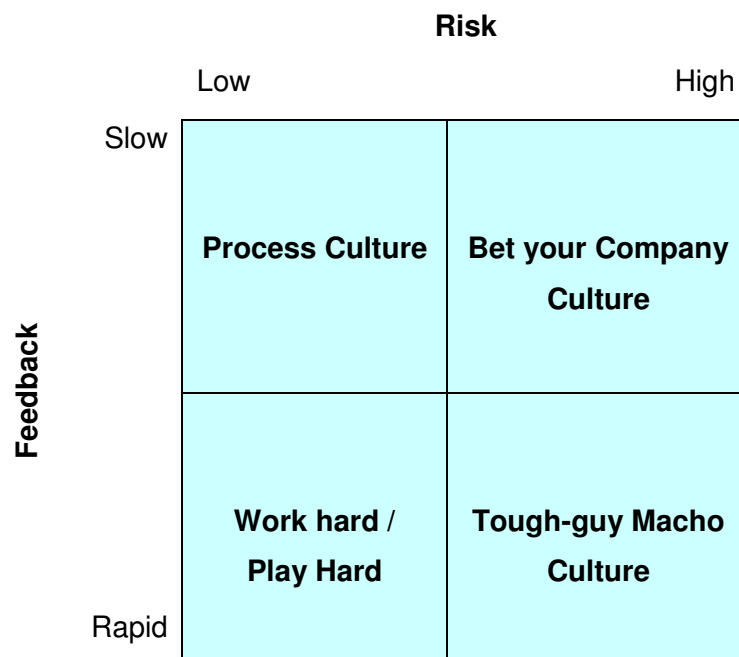 Risk
Low High
Slow
Process Culture Bet your Company
Culture
Feedback
Work hard / Tough-guy Macho
Play Hard Culture
Rapid